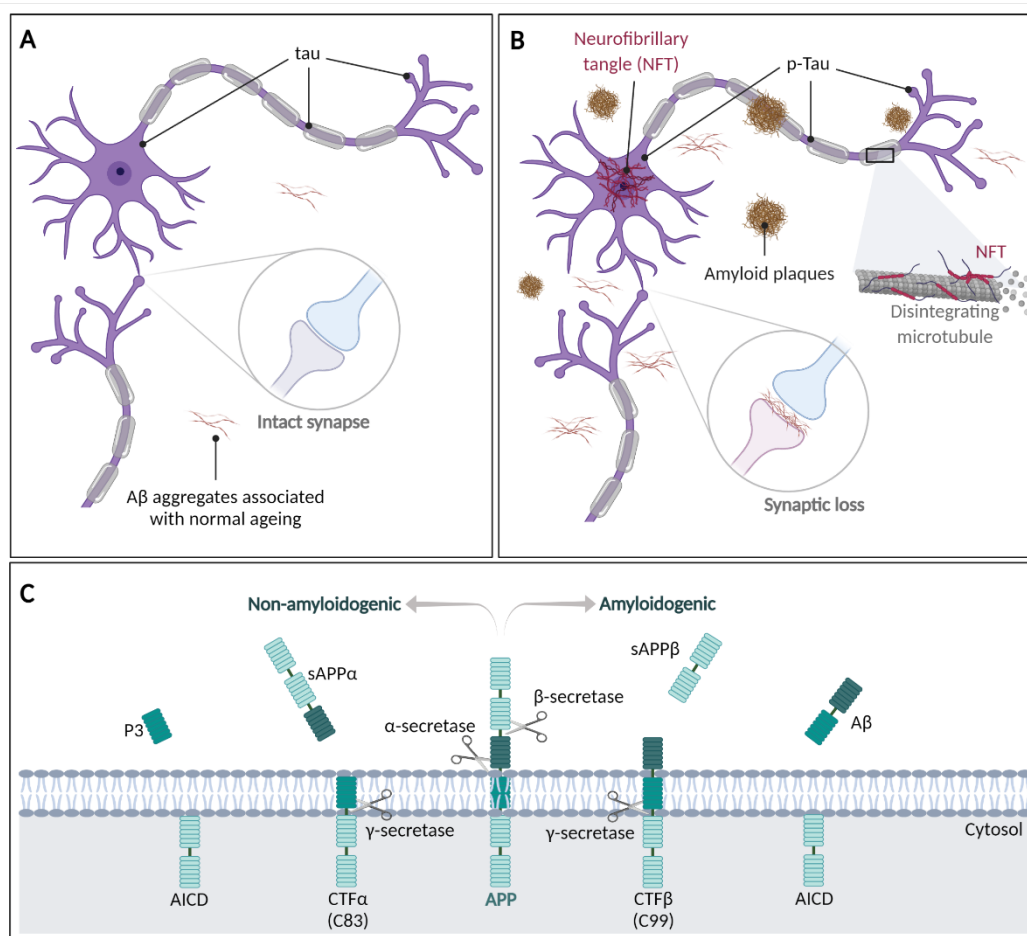 A
tau
Intact synapse
Aβ aggregates associated
with normal ageing
B
Neurofibrillary
tangle (NFT)
p-Tau
Amyloid plaques
NFT
Disintegrating
microtubule
Synaptic loss
C
Non-amyloidogenic
Amyloidogenic
sAPPα
sAPPβ
β-secretase
P3
α-secretase
Aβ
γ-secretase
γ-secretase
Cytosol
AICD
CTFα
(C83)
APP
CTFβ
(C99)
AICD